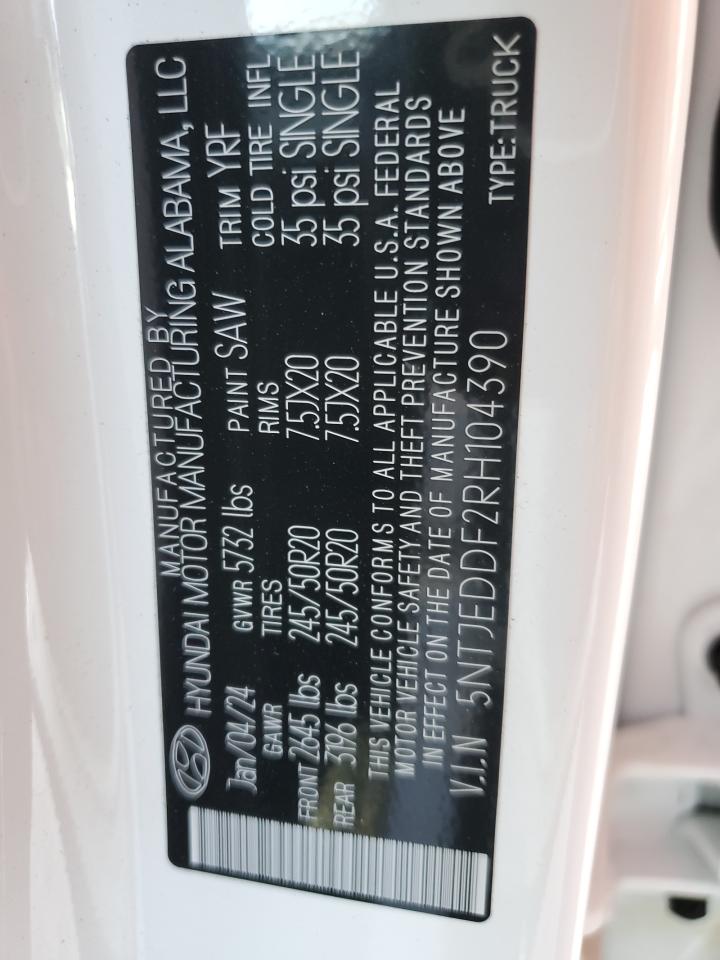 MANUFACTURED BY
HYUNDAI MOTOR MANUFACTURING ALABAMA, LLC
Jan/04/24 GVWR 5732 lbs PAINT SAW TRIM YRF
GAWR TIRES RIMS COLD TIRE INFL
FRONT 2645 lbs 245/50R20 7.5JX20 35 psi SINGLE
REAR 3196 lbs 245/50R20 7.5JX20 35 psi SINGLE
THIS VEHICLE CONFORMS TO ALL APPLICABLE U.S.A. FEDERAL
MOTOR VEHICLE SAFETY AND THEFT PREVENTION STANDARDS
IN EFFECT ON THE DATE OF MANUFACTURE SHOWN ABOVE
V.I.N 5NTJEDDF2RH104390 TYPE:TRUCK